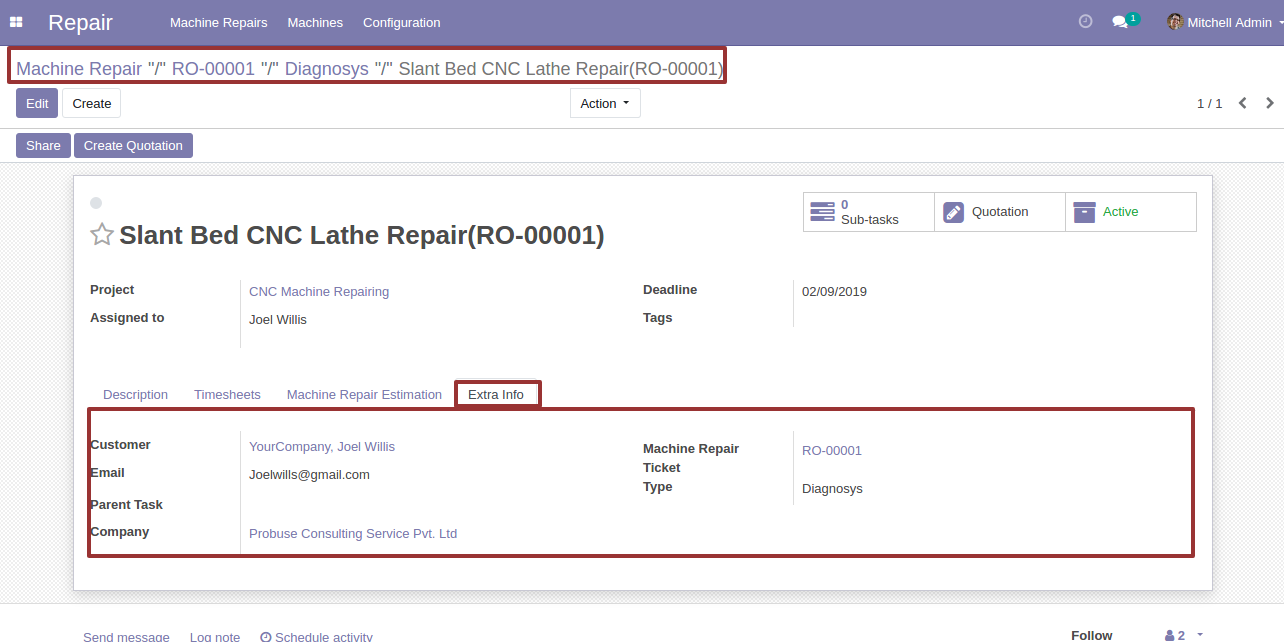 Repair Machine Repairs Machines Configuration 1 Mitchell Admin
Machine Repair "/" RO-00001 "/" Diagnosys "/" Slant Bed CNC Lathe Repair(RO-00001)
Edit Create Action 1 / 1
Share Create Quotation
0
Sub-tasks Quotation Active
Slant Bed CNC Lathe Repair(RO-00001)
Project CNC Machine Repairing Deadline 02/09/2019
Assigned to Joel Willis Tags
Description Timesheets Machine Repair Estimation Extra Info
Customer YourCompany, Joel Willis Machine Repair RO-00001
Ticket
Email Joelwills@gmail.com Type Diagnosys
Parent Task
Company Probuse Consulting Service Pvt. Ltd
Send message Log note Schedule activity Follow 2